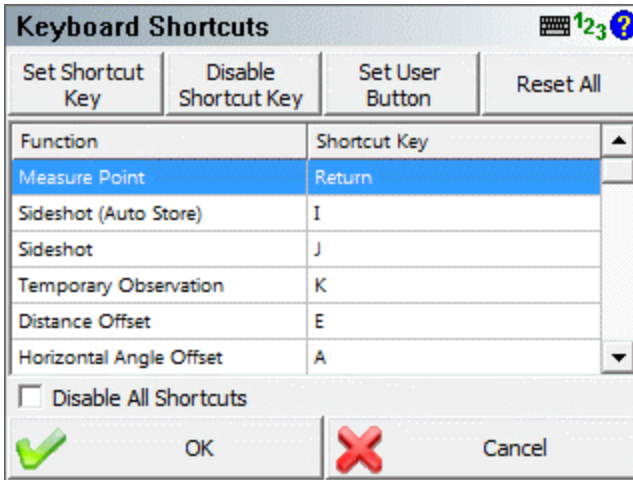 Keyboard Shortcuts 123 ?
Set Shortcut Key
Disable Shortcut Key
Set User Button
Reset All
Function Shortcut Key
Measure Point Return
Sideshot (Auto Store) I
Sideshot J
Temporary Observation K
Distance Offset E
Horizontal Angle Offset A
Disable All Shortcuts
OK Cancel